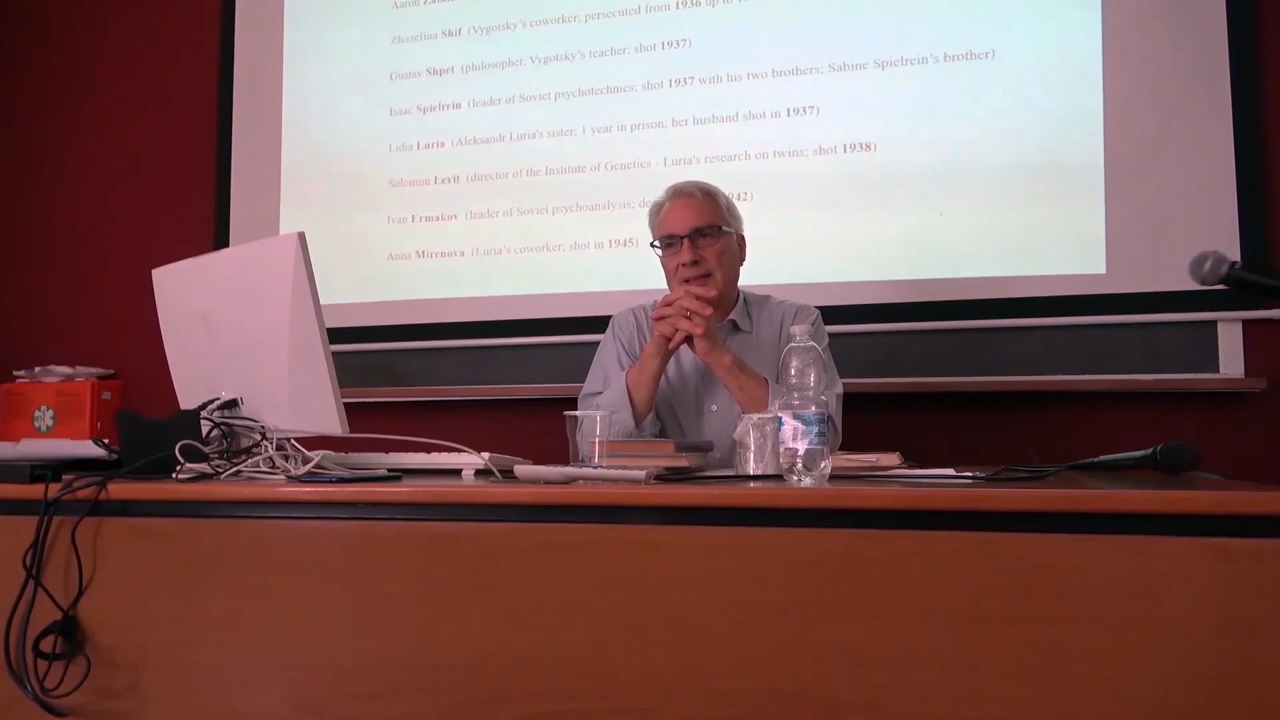 Aaron
Zhozefina Shif (Vygotsky's coworker; persecuted from 1936 up to
Gustav Shpet (philosopher, Vygotsky's teacher; shot 1937)
Isaac Spielrein (leader of Soviet psychotechnics; shot 1937 with his two brothers; Sabine Spielrein's brother)
Lidia Luria (Aleksandr Luria's sister; 1 year in prison; her husband shot in 1937)
Solomon Levit (director of the Institute of Genetics - Luria's research on twins; shot 1938)
Ivan Ermakov (leader of Soviet psychoanalysis; 942)
Anna Mirenova (Luria's coworker; shot in 1945)